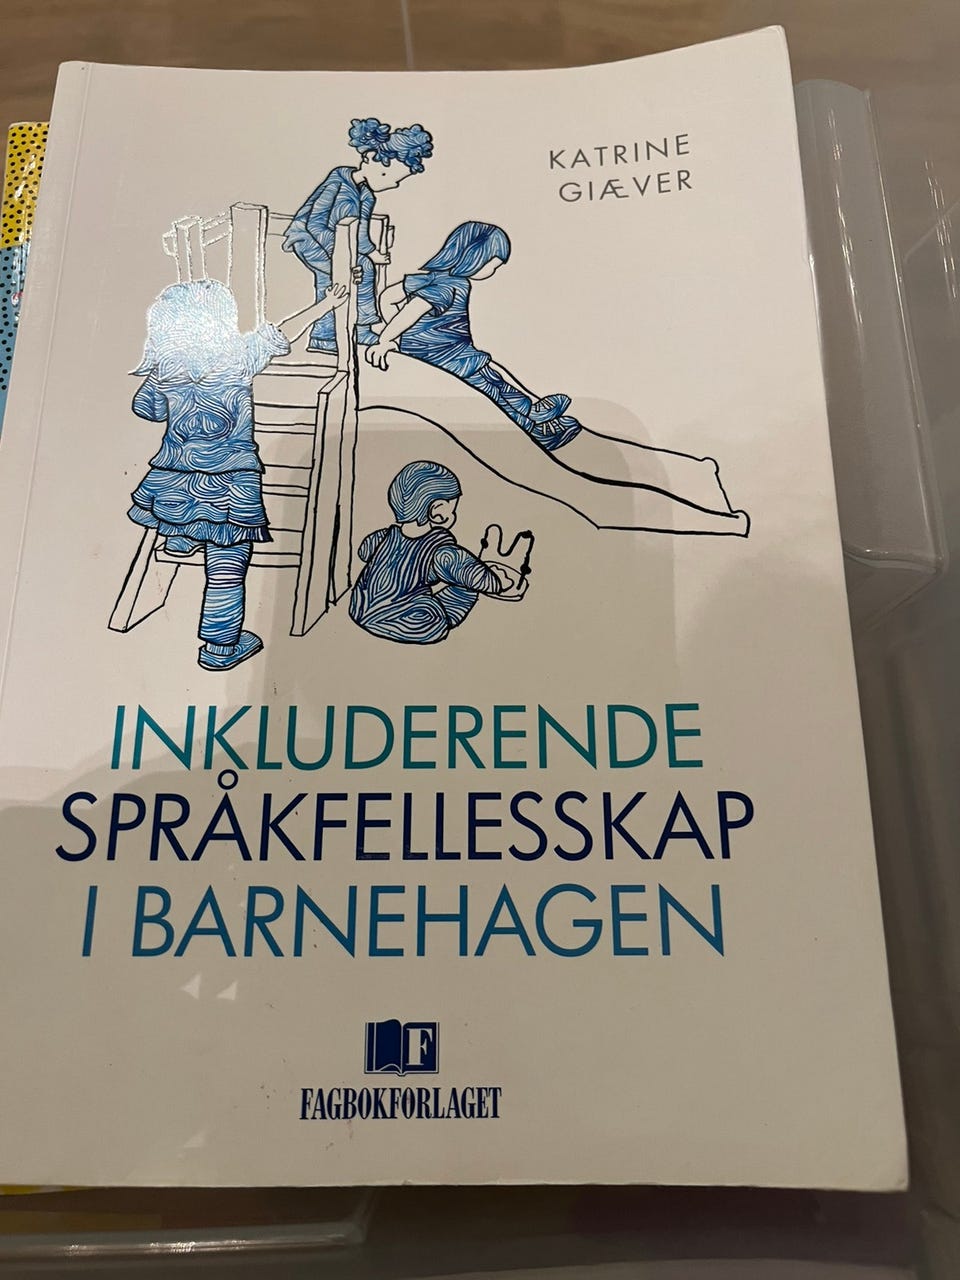 KATRINE
GIÆVER
INKLUDERENDE
SPRÅKFELLESSKAP
I BARNEHAGEN
F
FAGBOKFORLAGET